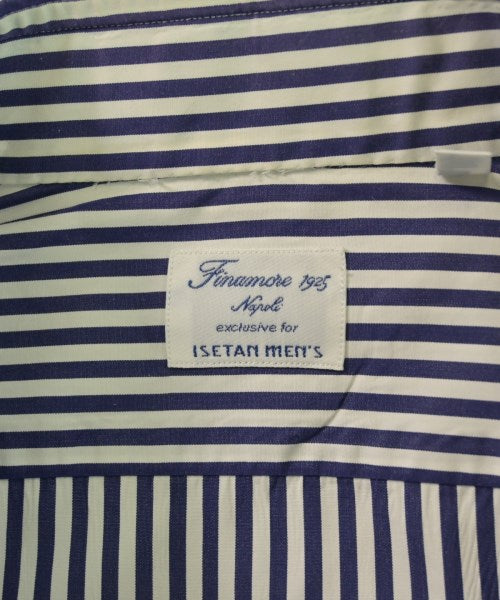 Finamore 1925
Napoli
exclusive for
ISETAN MEN'S